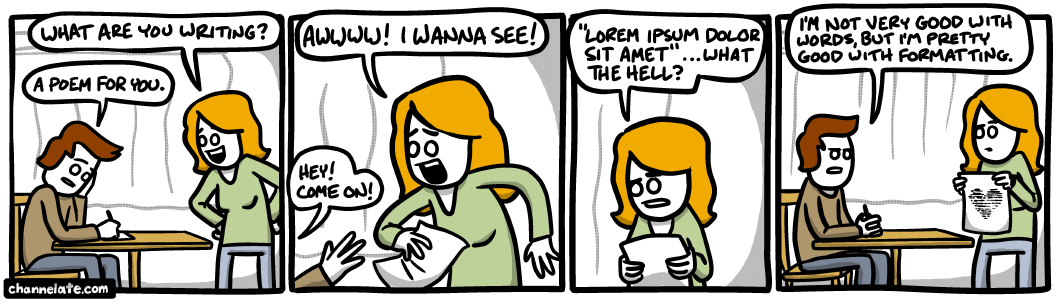 WHAT ARE YOU WRITING?
A POEM FOR YOU.
AWWWW! I WANNA SEE!
HEY!
COME ON!
"LOREM IPSUM DOLOR
SIT AMET"...WHAT
THE HELL?
I'M NOT VERY GOOD WITH
WORDS, BUT I'M PRETTY
GOOD WITH FORMATTING.
channelate.com